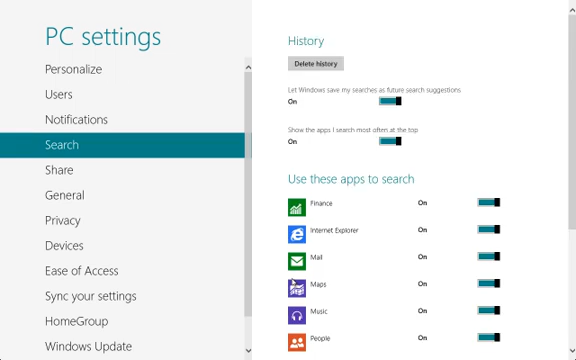 PC settings
Personalize
Users
Notifications
Search
Share
General
Privacy
Devices
Ease of Access
Sync your settings
HomeGroup
Windows Update
History
Delete history
Let Windows save my searches as future search suggestions
On
Show the apps I search most often at the top
On
Use these apps to search
Finance On
Internet Explorer On
Mail On
Maps On
Music On
People On